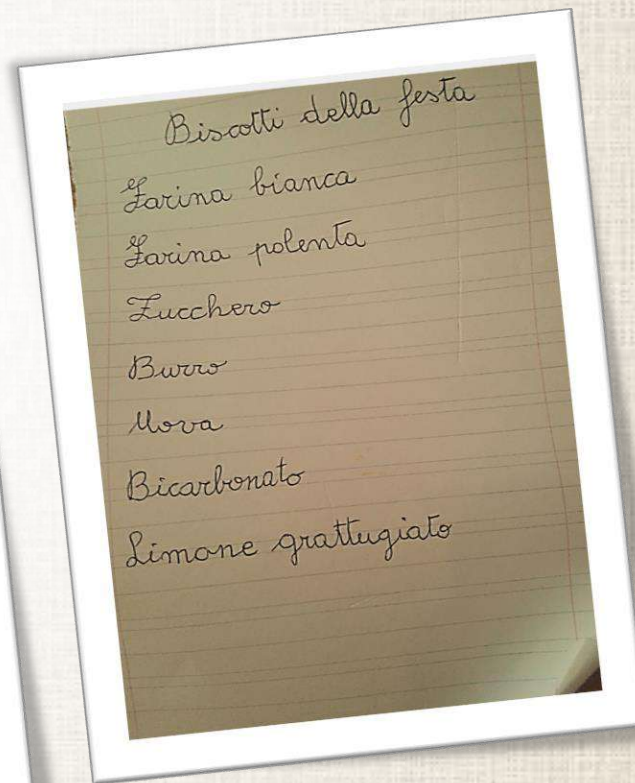 Biscotti della festa
Farina bianca
Farina polenta
Zucchero
Burro
Uova
Bicarbonato
Limone grattugiato